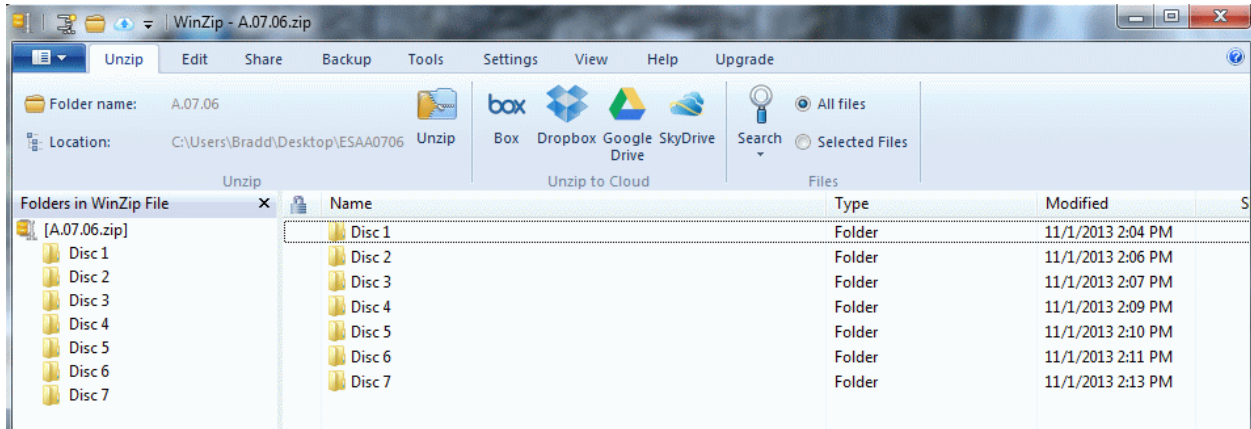 WinZip - A.07.06.zip
Unzip Edit Share Backup Tools Settings View Help Upgrade
Folder name: A.07.06
Location: C:\Users\Bradd\Desktop\ESAA0706
Unzip
box
Box Dropbox Google Drive SkyDrive
Search
All files
Selected Files
Unzip Unzip to Cloud Files
Folders in WinZip File
[A.07.06.zip]
Disc 1
Disc 2
Disc 3
Disc 4
Disc 5
Disc 6
Disc 7
Name Type Modified S
Disc 1 Folder 11/1/2013 2:04 PM
Disc 2 Folder 11/1/2013 2:06 PM
Disc 3 Folder 11/1/2013 2:07 PM
Disc 4 Folder 11/1/2013 2:09 PM
Disc 5 Folder 11/1/2013 2:10 PM
Disc 6 Folder 11/1/2013 2:11 PM
Disc 7 Folder 11/1/2013 2:13 PM